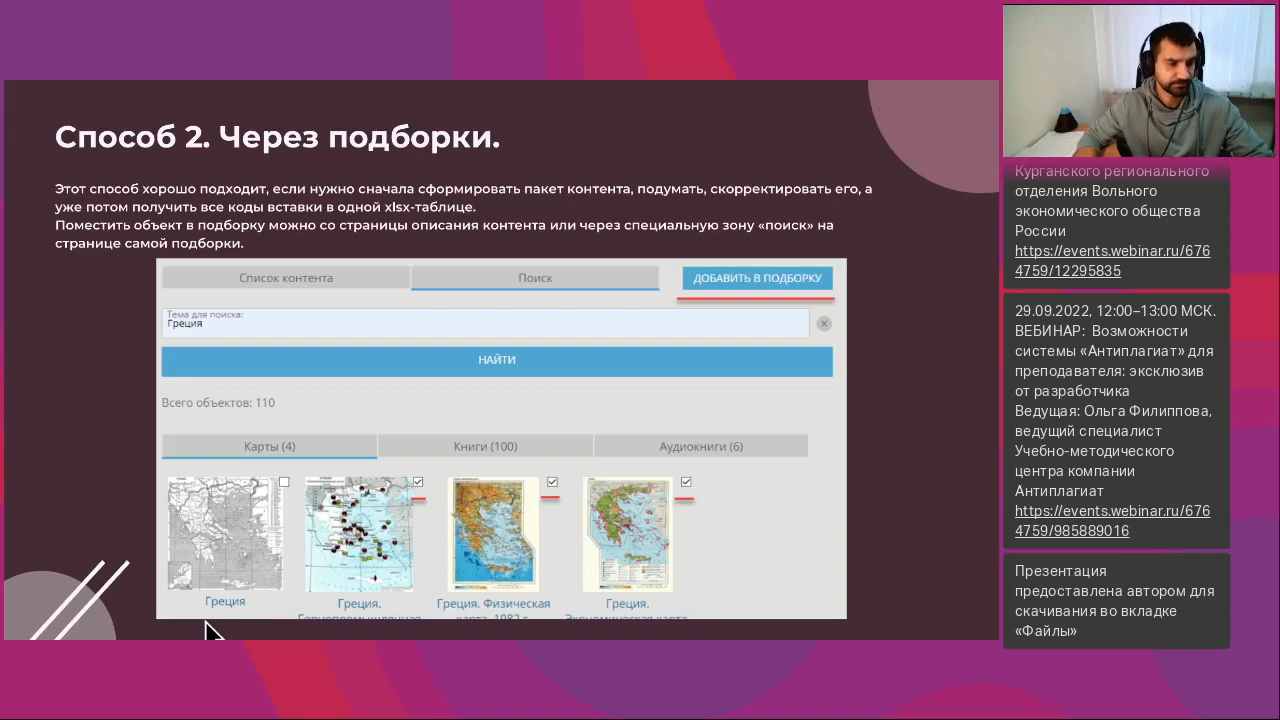 Способ 2. Через подборки.
Этот способ хорошо подходит, если нужно сначала сформировать пакет контента, подумать, скорректировать его, а
уже потом получить все коды вставки в одной xlsx-таблице.
Поместить объект в подборку можно со страницы описания контента или через специальную зону «поиск» на
странице самой подборки.
Список контента
Поиск
ДОБАВИТЬ В ПОДБОРКУ
Тема для поиска:
Греция
НАЙТИ
Всего объектов: 110
Карты (4)
Книги (100)
Аудиокниги (6)
Греция
Греция.
Горнопромышленная
Греция. Физическая
карта, 1982 г.
Греция.
Экономическая карта
Курганского регионального
отделения Вольного
экономического общества
России
https://events.webinar.ru/676
4759/12295835
29.09.2022, 12:00–13:00 МСК.
ВЕБИНАР: Возможности
системы «Антиплагиат» для
преподавателя: эксклюзив
от разработчика
Ведущая: Ольга Филиппова,
ведущий специалист
Учебно-методического
центра компании
Антиплагиат
https://events.webinar.ru/676
4759/985889016
Презентация
предоставлена автором для
скачивания во вкладке
«Файлы»